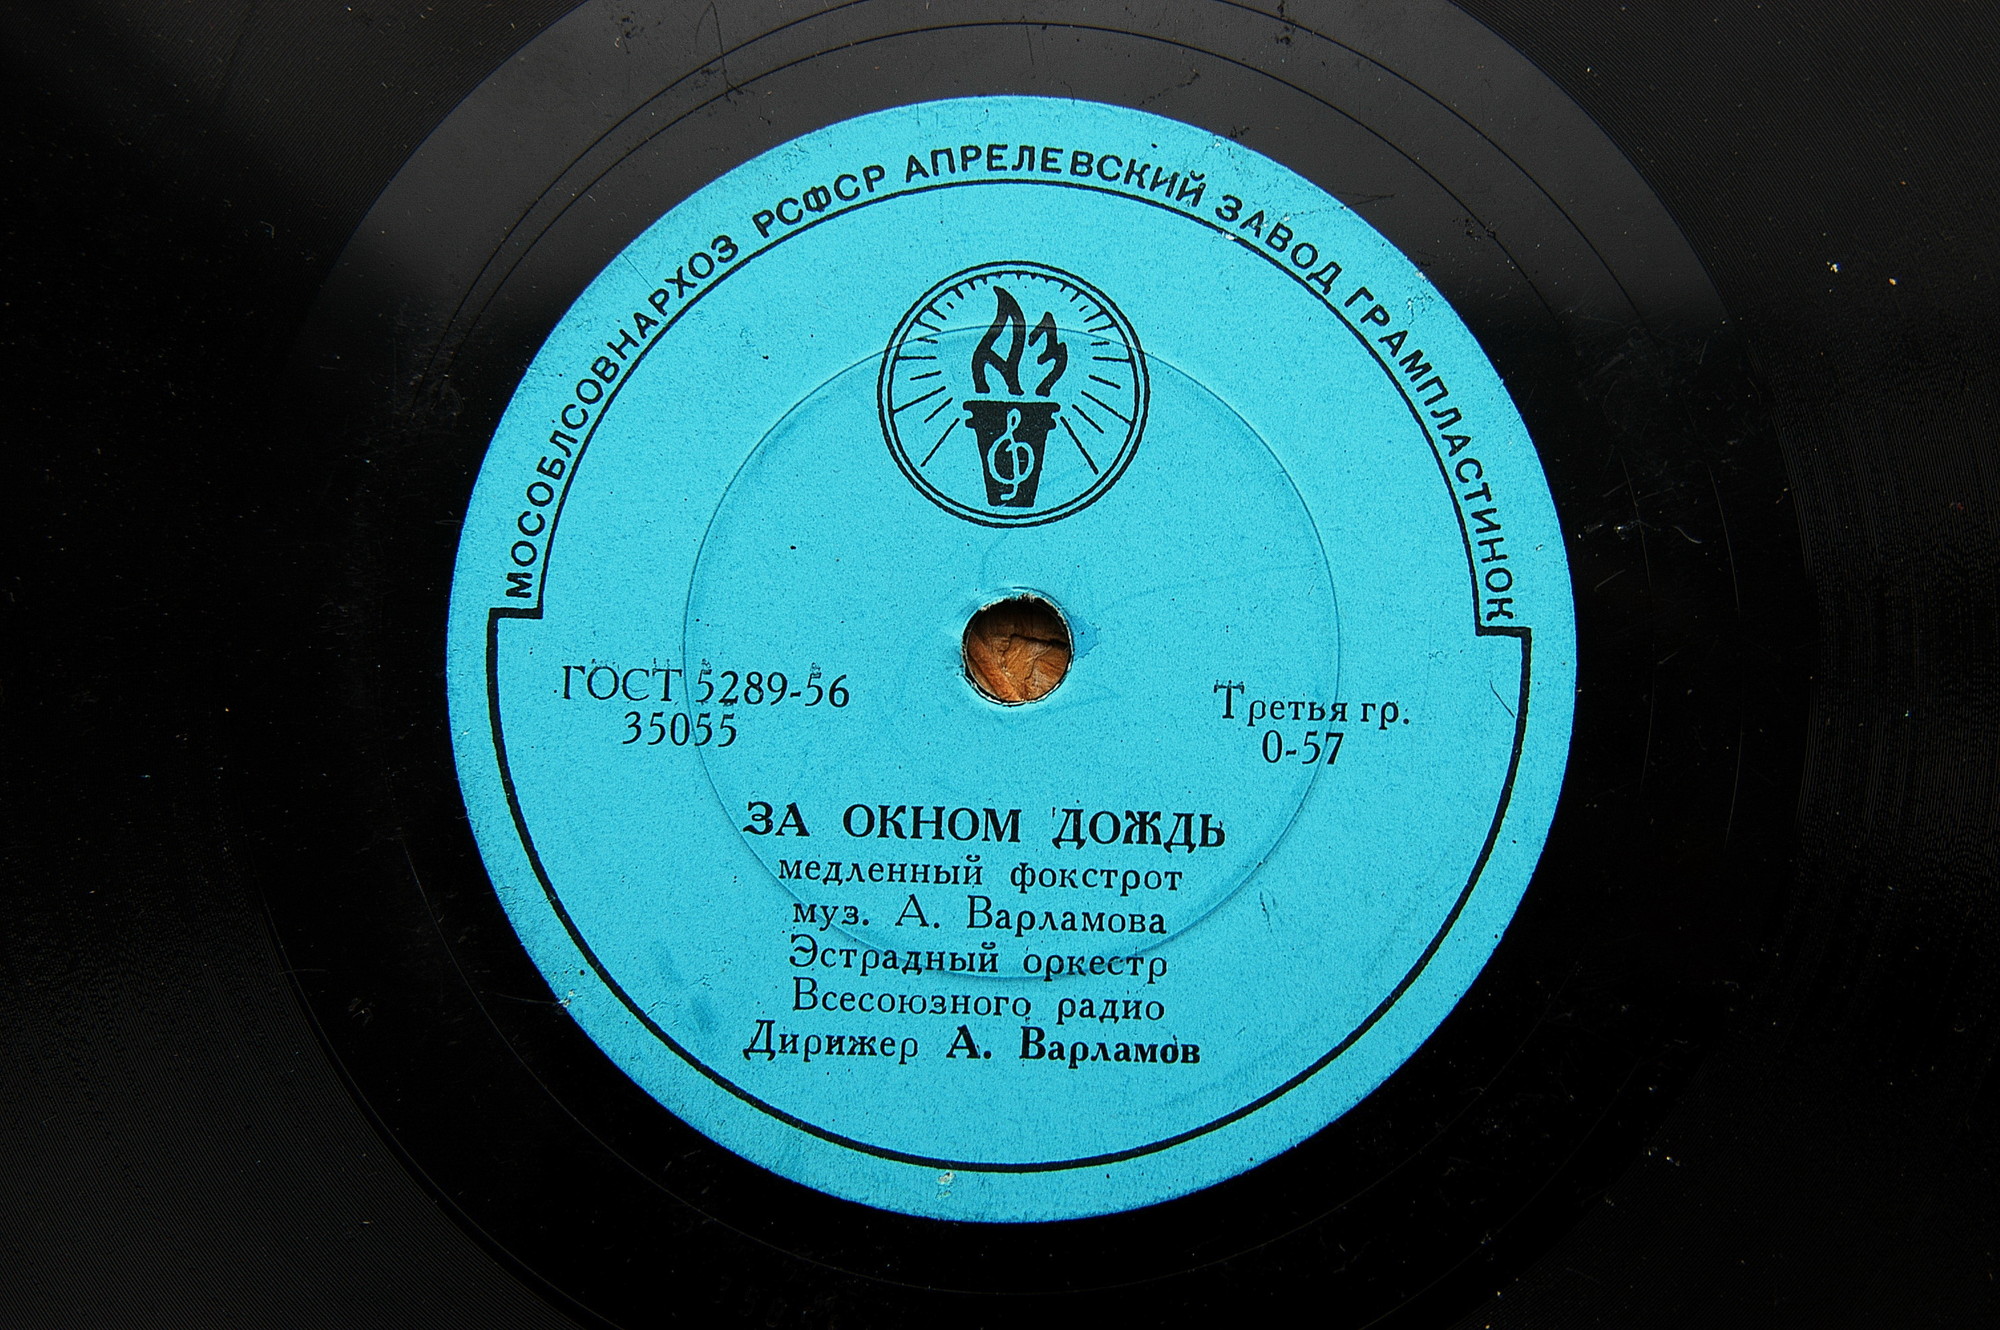 МОСОБЛСОВНАРХОЗ РСФСР АПРЕЛЕВСКИЙ ЗАВОД ГРАМПЛАСТИНОК
АЗ
ГОСТ 5289-56
35055
Третья гр.
0-57
ЗА ОКНОМ ДОЖДЬ
медленный фокстрот
муз. А. Варламова
Эстрадный оркестр
Всесоюзного радио
Дирижер А. Варламов